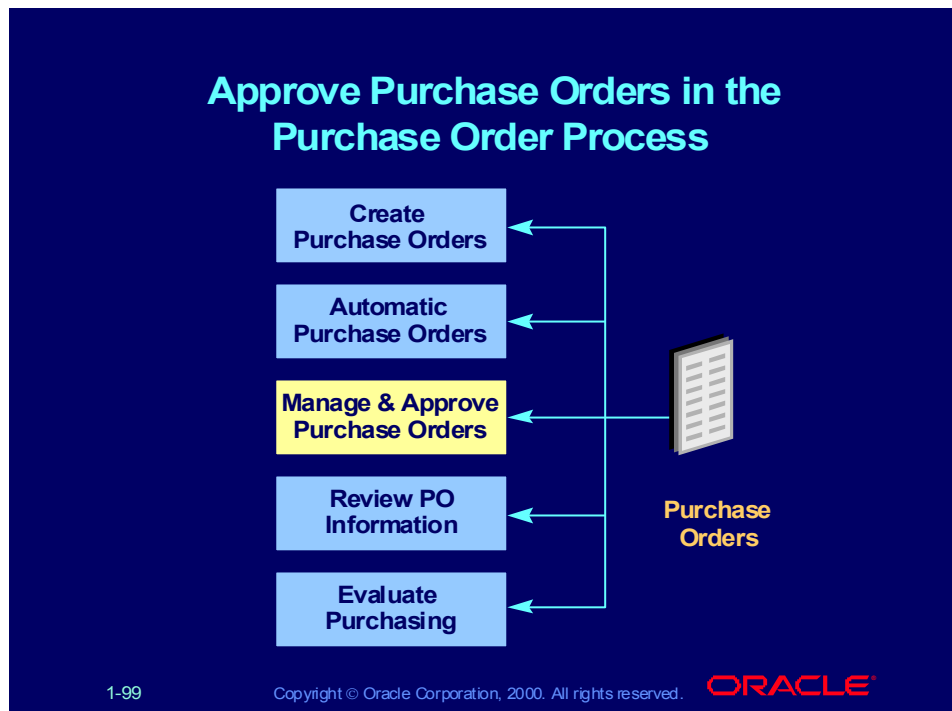 Approve Purchase Orders in the
Purchase Order Process
Create
Purchase Orders
Automatic
Purchase Orders
Manage & Approve
Purchase Orders
Review PO
Information
Evaluate
Purchasing
Purchase
Orders
1-99
Copyright © Oracle Corporation, 2000. All rights reserved.
ORACLE®